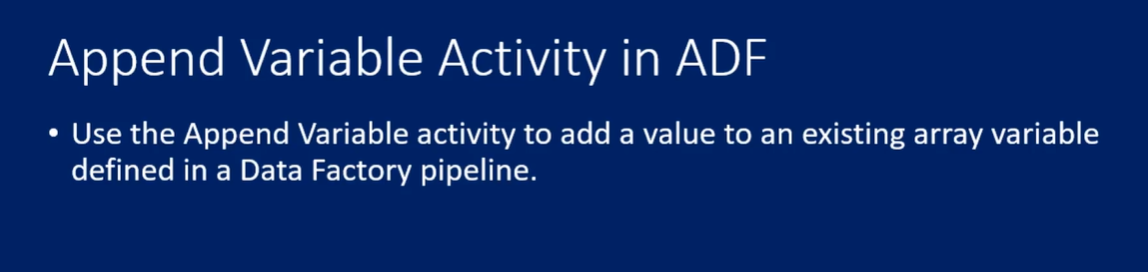 Append Variable Activity in ADF
• Use the Append Variable activity to add a value to an existing array variable
defined in a Data Factory pipeline.